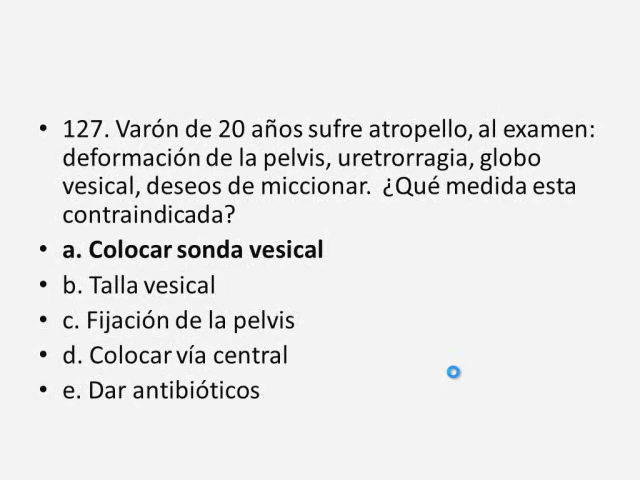 • 127. Varón de 20 años sufre atropello, al examen:
deformación de la pelvis, uretrorragia, globo
vesical, deseos de miccionar. ¿Qué medida esta
contraindicada?
• a. Colocar sonda vesical
• b. Talla vesical
• c. Fijación de la pelvis
• d. Colocar vía central
• e. Dar antibióticos